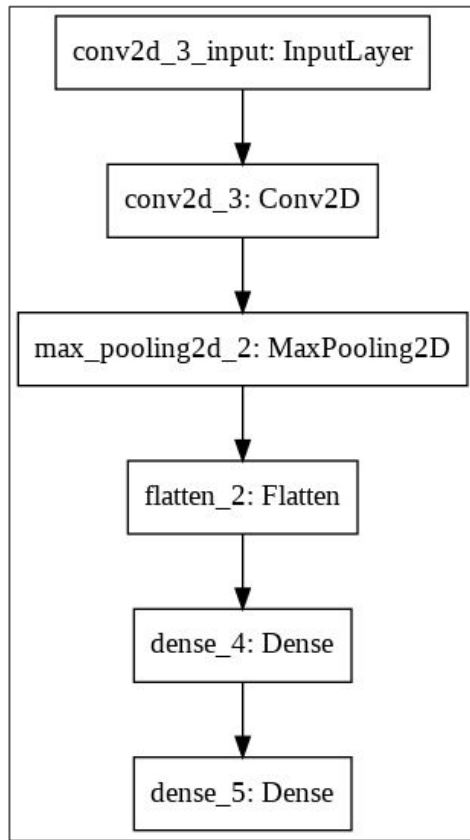 conv2d_3_input: InputLayer
conv2d_3: Conv2D
max_pooling2d_2: MaxPooling2D
flatten_2: Flatten
dense_4: Dense
dense_5: Dense